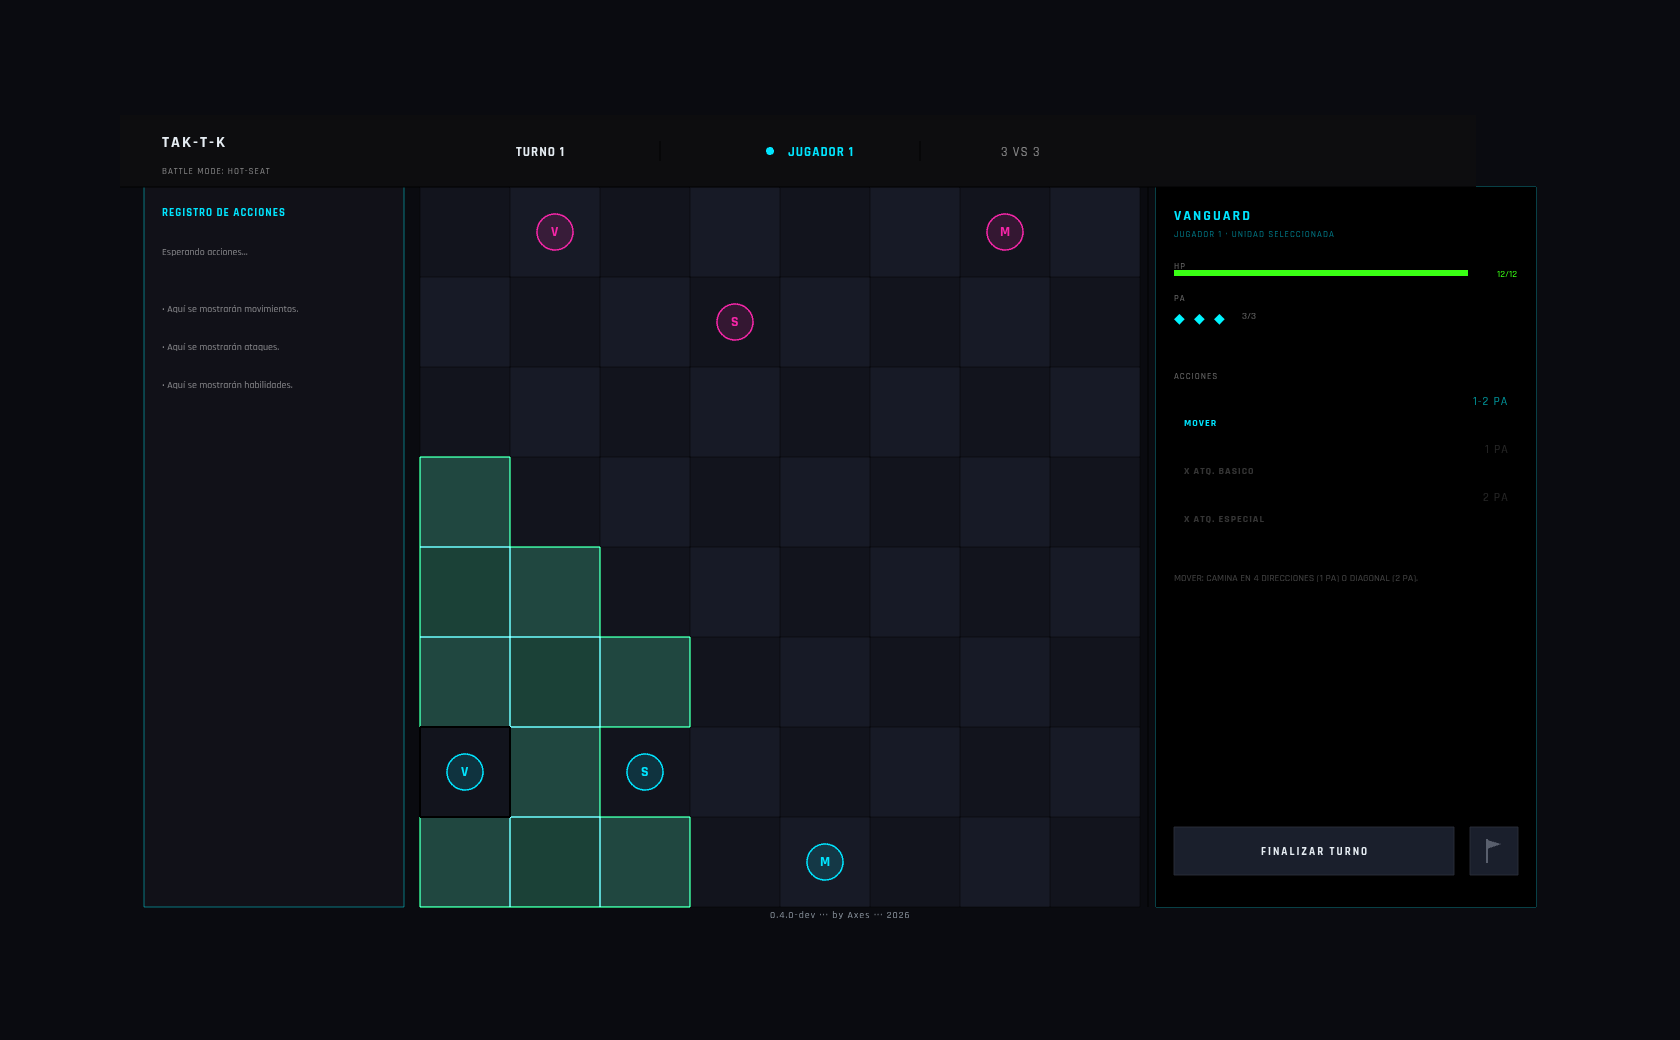 TAK-T-K
BATTLE MODE: HOT-SEAT
TURNO 1
JUGADOR 1
3 VS 3
REGISTRO DE ACCIONES
Esperando acciones...
• Aquí se mostrarán movimientos.
• Aquí se mostrarán ataques.
• Aquí se mostrarán habilidades.
V
M
S
V
S
M
VANGUARD
JUGADOR 1 · UNIDAD SELECCIONADA
HP
12/12
PA
3/3
ACCIONES
1-2 PA
MOVER
1 PA
X ATQ. BASICO
2 PA
X ATQ. ESPECIAL
MOVER: CAMINA EN 4 DIRECCIONES (1 PA) O DIAGONAL (2 PA).
FINALIZAR TURNO
0.4.0-dev ··· by Axes ··· 2026